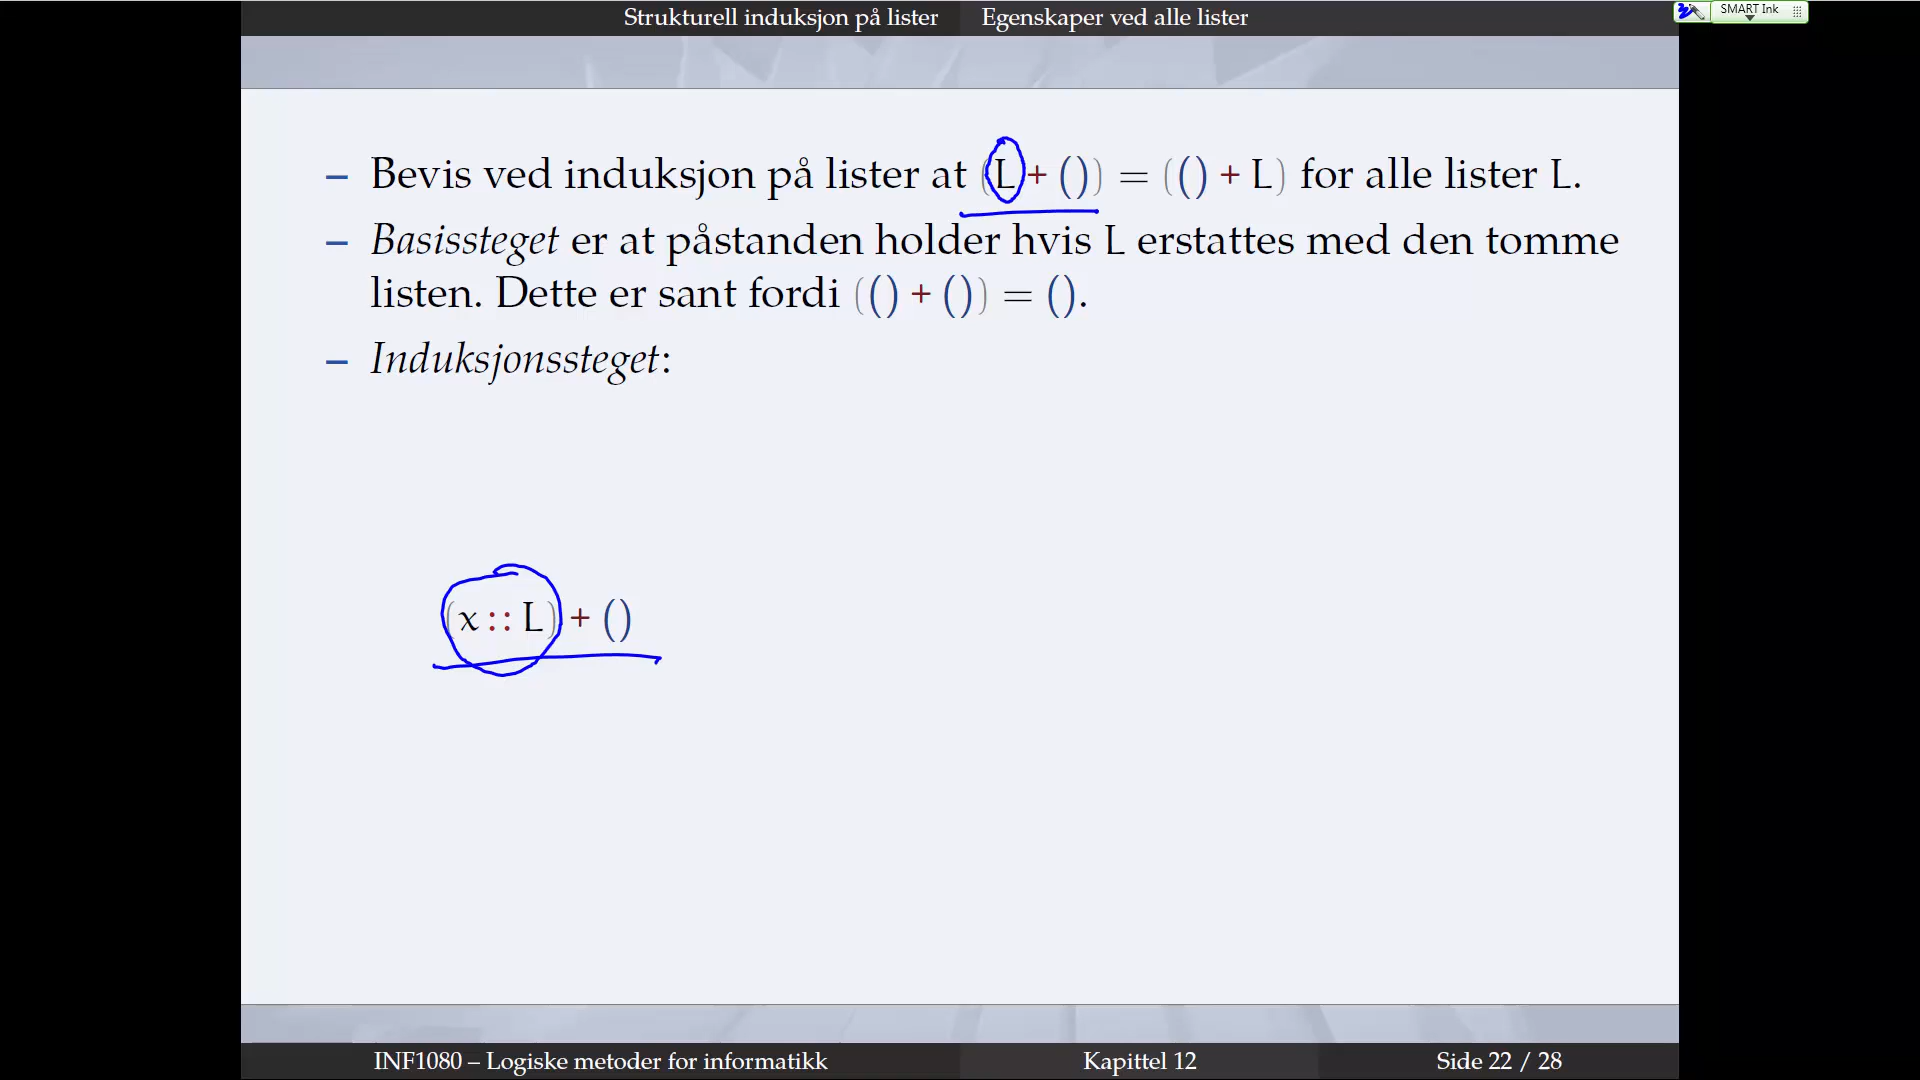 Strukturell induksjon på lister Egenskaper ved alle lister
SMART Ink
– Bevis ved induksjon på lister at (L + ()) = (() + L) for alle lister L.
– Basissteget er at påstanden holder hvis L erstattes med den tomme
listen. Dette er sant fordi (() + ()) = ().
– Induksjonssteget:
(x :: L) + ()
INF1080 – Logiske metoder for informatikk Kapittel 12 Side 22 / 28